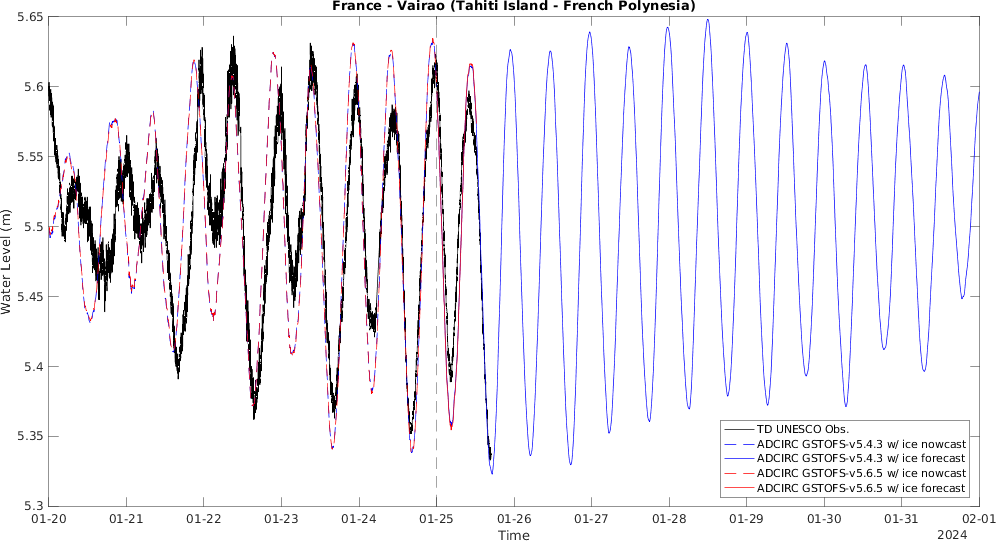 France - Vairao (Tahiti Island - French Polynesia)
5.65
5.6
5.55
5.5
5.45
5.4
5.35
5.3
Water Level (m)
TD UNESCO Obs.
ADCIRC GSTOFS-v5.4.3 w/ ice nowcast
ADCIRC GSTOFS-v5.4.3 w/ ice forecast
ADCIRC GSTOFS-v5.6.5 w/ ice nowcast
ADCIRC GSTOFS-v5.6.5 w/ ice forecast
01-20 01-21 01-22 01-23 01-24 01-25 01-26 01-27 01-28 01-29 01-30 01-31 02-01
Time
2024